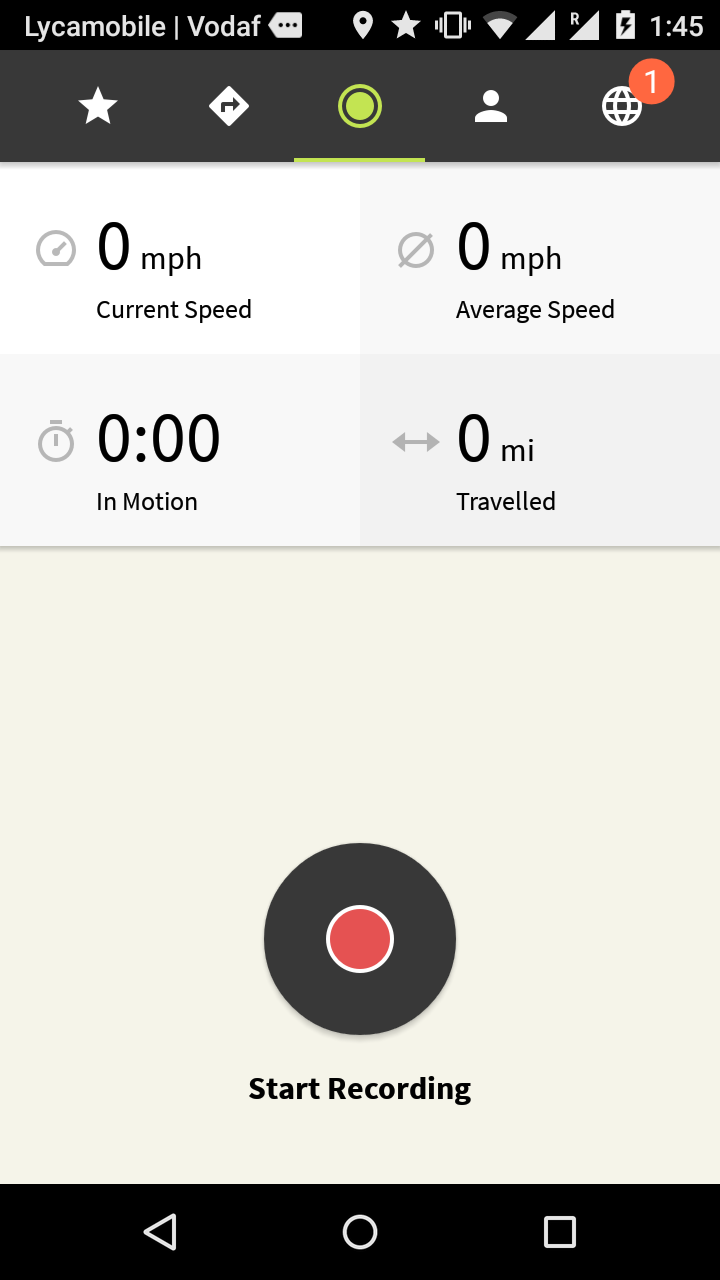 Lycamobile | Vodaf
R
1:45
1
0 mph
Current Speed
0 mph
Average Speed
0:00
In Motion
0 mi
Travelled
Start Recording